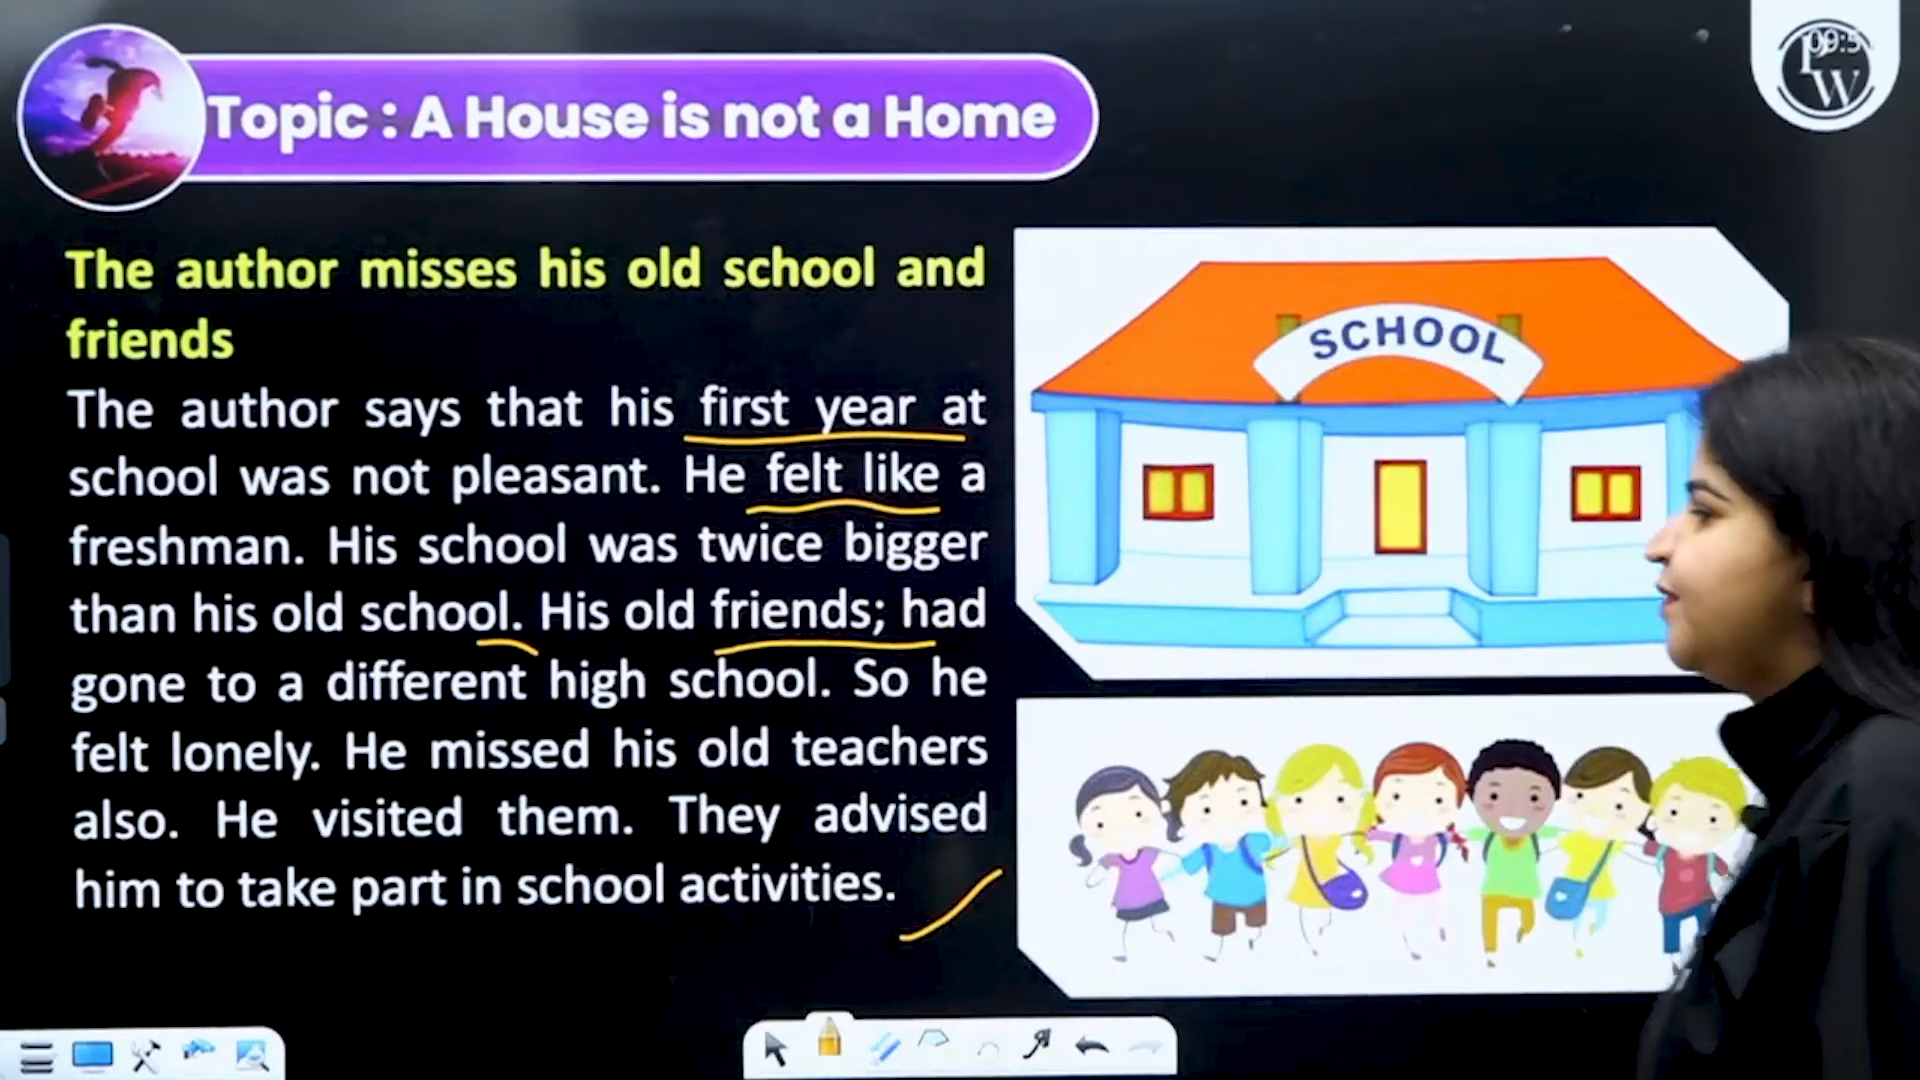 Topic : A House is not a Home
The author misses his old school and
friends
The author says that his first year at
school was not pleasant. He felt like a
freshman. His school was twice bigger
than his old school. His old friends; had
gone to a different high school. So he
felt lonely. He missed his old teachers
also. He visited them. They advised
him to take part in school activities.
SCHOOL
PW